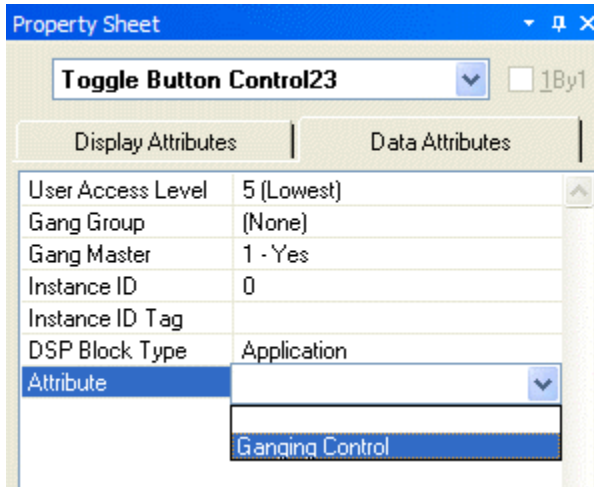 Property Sheet
Toggle Button Control23 1By1
Display Attributes Data Attributes
User Access Level 5 (Lowest)
Gang Group (None)
Gang Master 1 - Yes
Instance ID 0
Instance ID Tag
DSP Block Type Application
Attribute
Ganging Control